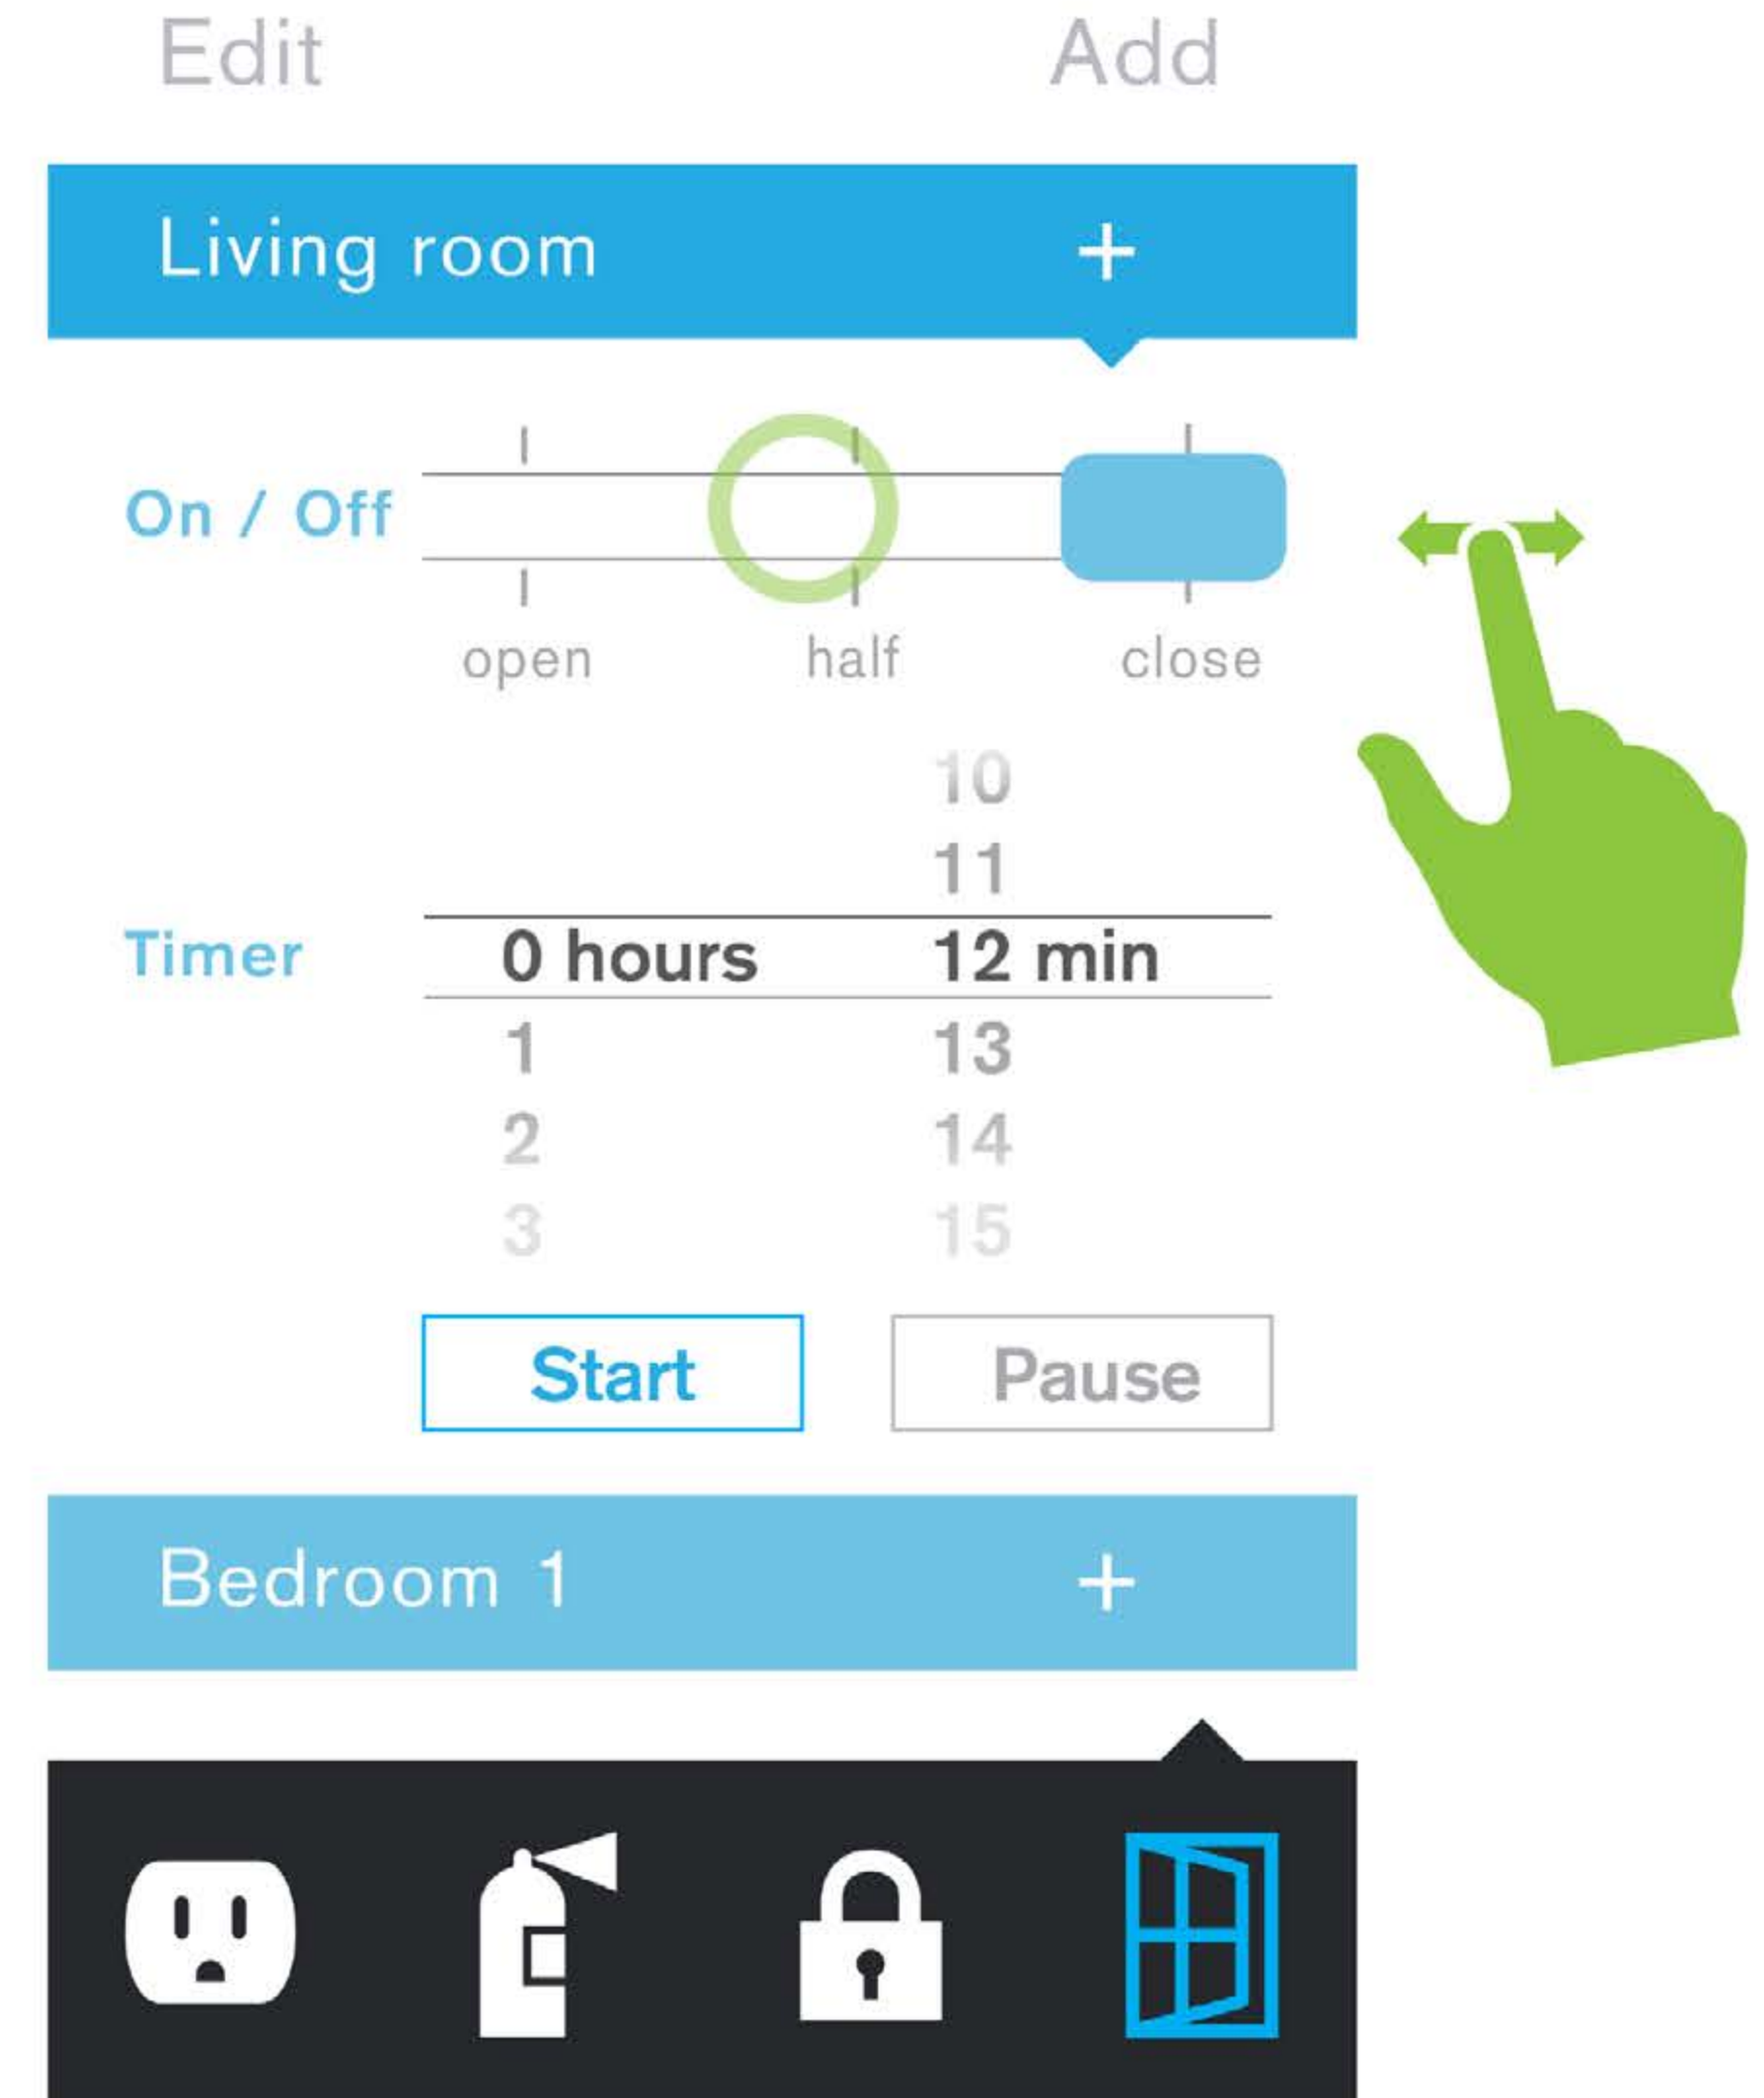 Edit Add
Living room +
On / Off
open half close
10
11
Timer 0 hours 12 min
1 13
2 14
3 15
Start Pause
Bedroom 1 +